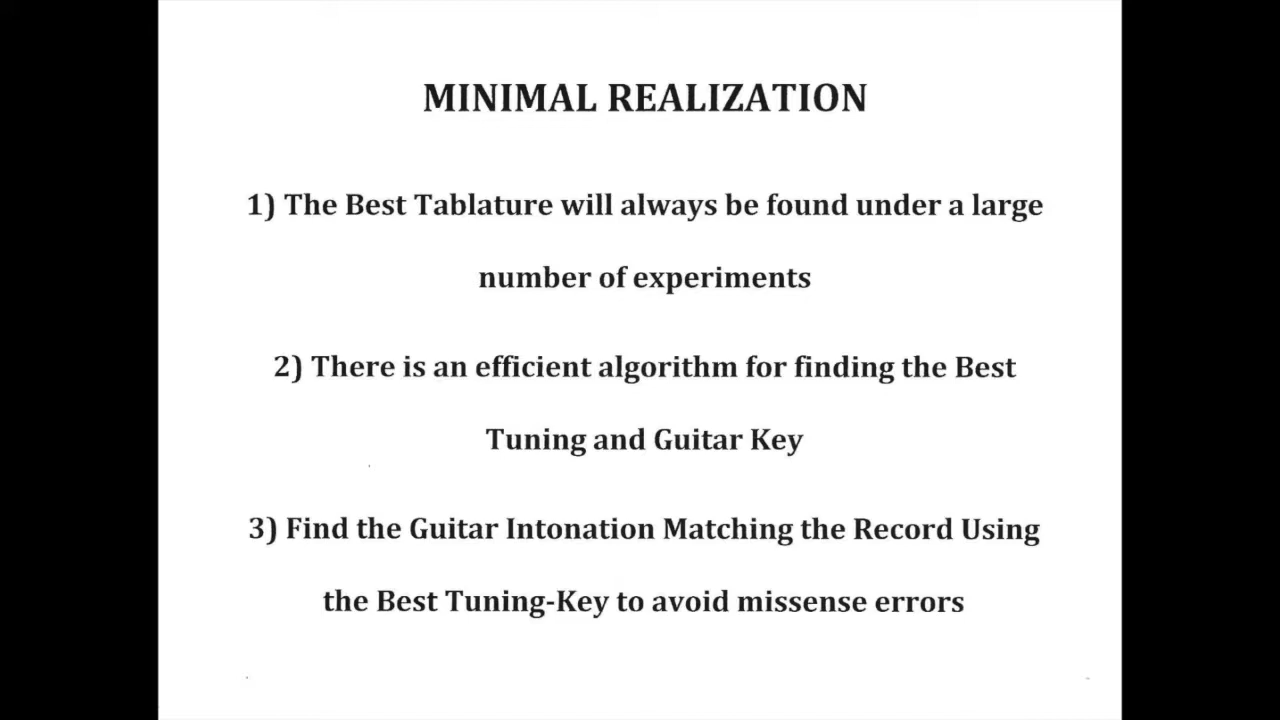 MINIMAL REALIZATION
1) The Best Tablature will always be found under a large
number of experiments
2) There is an efficient algorithm for finding the Best
Tuning and Guitar Key
3) Find the Guitar Intonation Matching the Record Using
the Best Tuning-Key to avoid missense errors